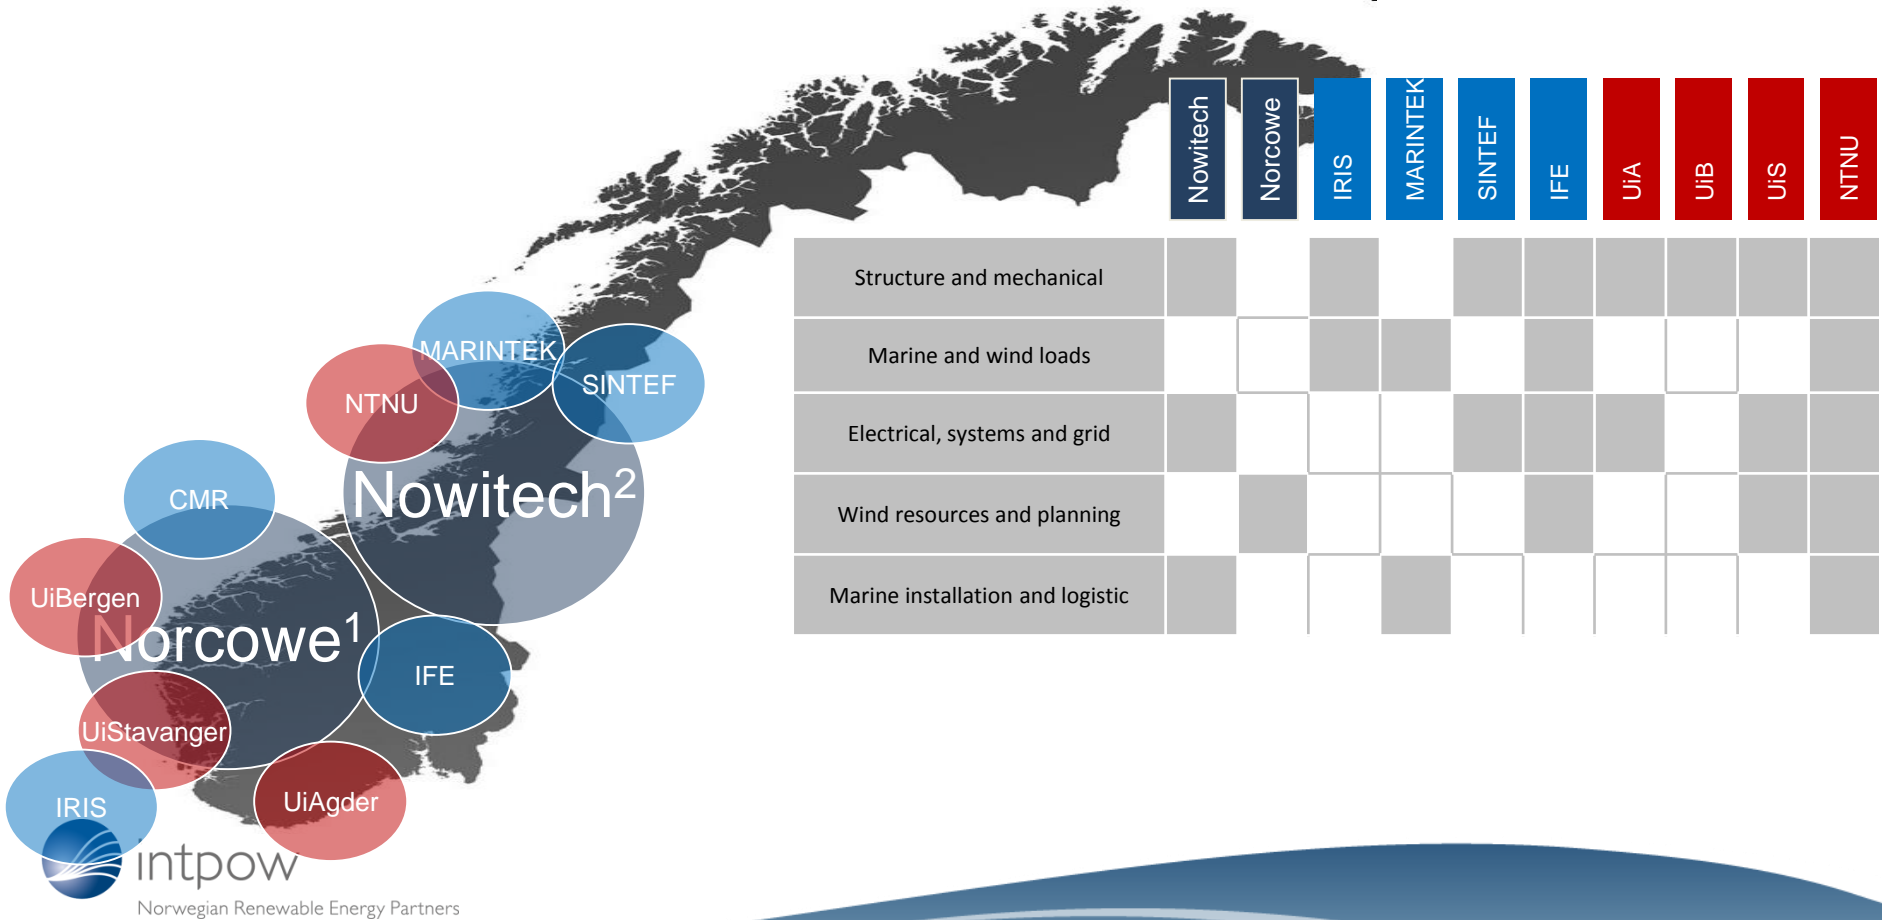 Nowitech
Norcowe
IRIS
MARINTEK
SINTEF
IFE
UiA
UiB
UiS
NTNU
Structure and mechanical
Marine and wind loads
Electrical, systems and grid
Wind resources and planning
Marine installation and logistic
MARINTEK
SINTEF
NTNU
Nowitech²
CMR
UiBergen
Norcowe¹
IFE
UiStavanger
UiAgder
IRIS
intpow
Norwegian Renewable Energy Partners